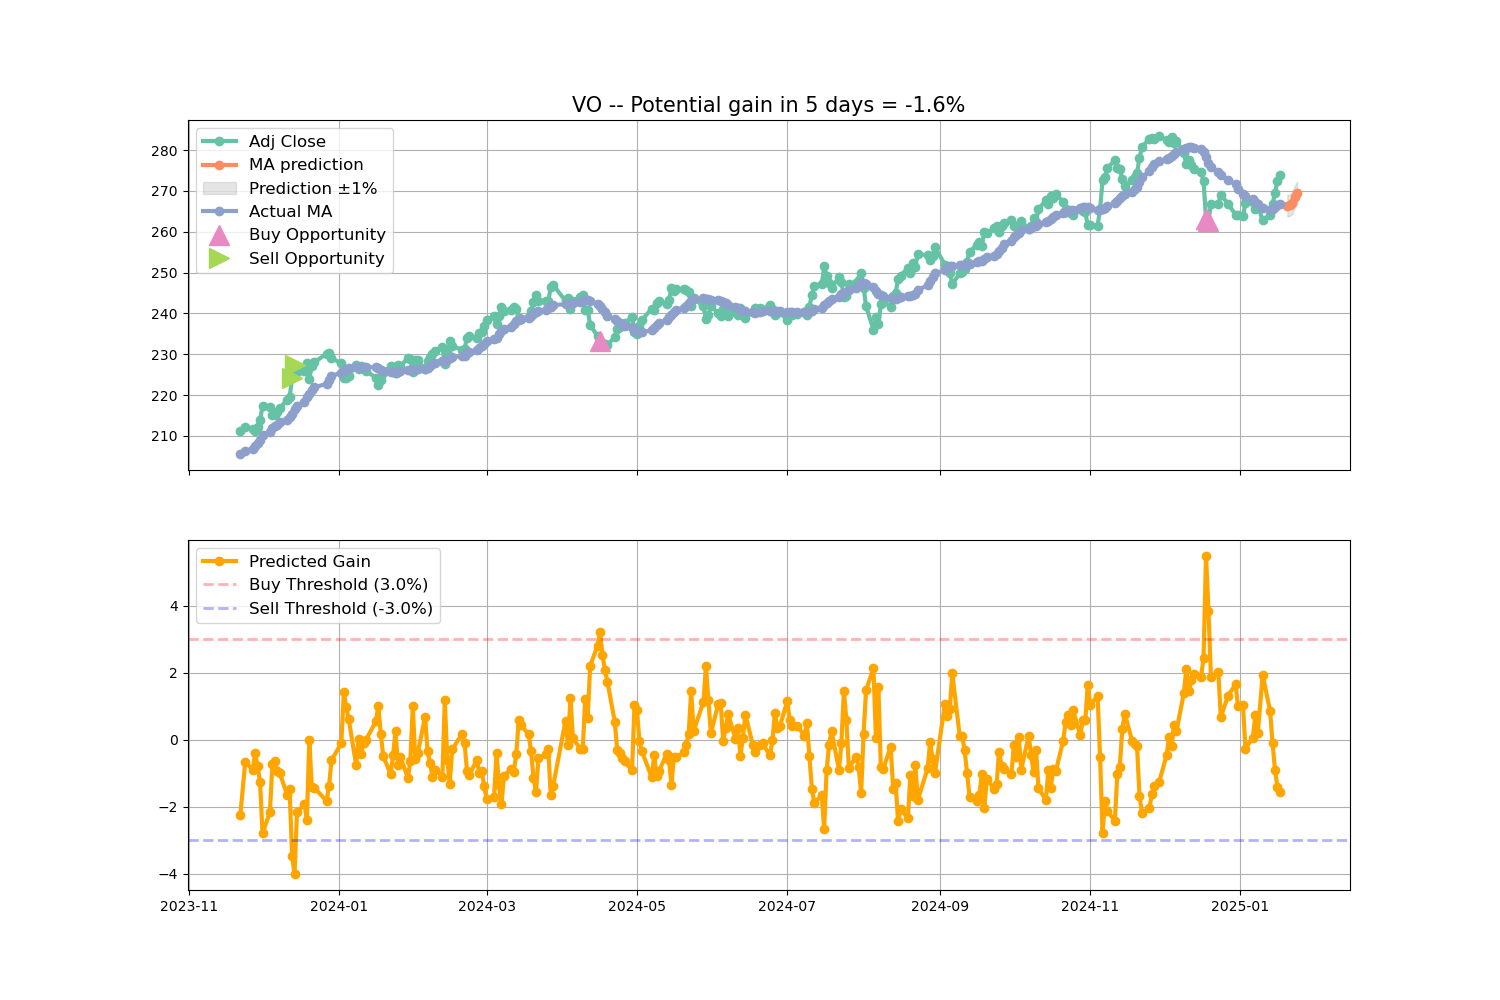 VO -- Potential gain in 5 days = -1.6%
Adj Close
MA prediction
Prediction ±1%
Actual MA
Buy Opportunity
Sell Opportunity
280
270
260
250
240
230
220
210
Predicted Gain
Buy Threshold (3.0%)
Sell Threshold (-3.0%)
4
2
0
−2
−4
2023-11 2024-01 2024-03 2024-05 2024-07 2024-09 2024-11 2025-01